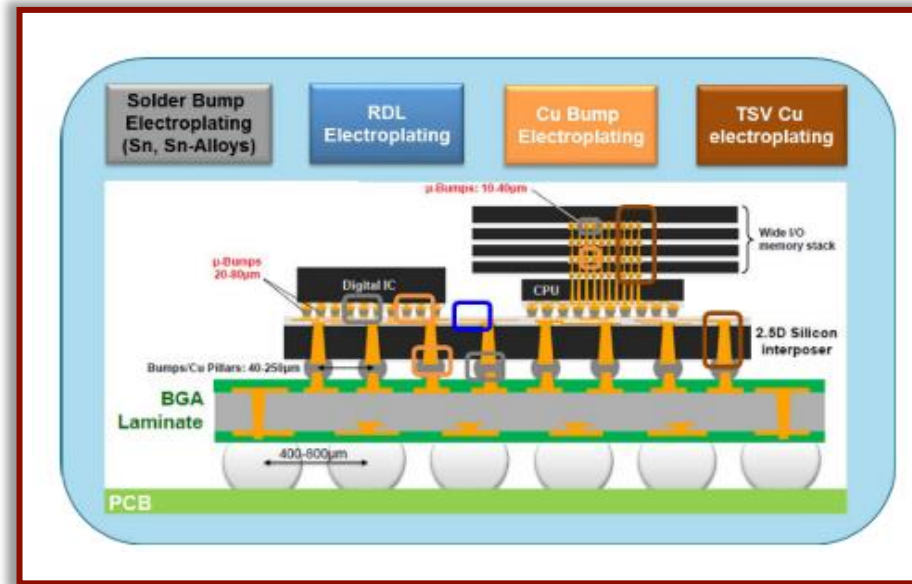 Solder Bump
Electroplating
(Sn, Sn-Alloys)
RDL
Electroplating
Cu Bump
Electroplating
TSV Cu
electroplating
µ-Bumps: 10-40µm
Wide I/O
memory stack
µ-Bumps
20-80µm
Digital IC
CPU
2.5D Silicon
interposer
Bumps/Cu Pillars: 40-250µm
BGA
Laminate
400-800µm
PCB